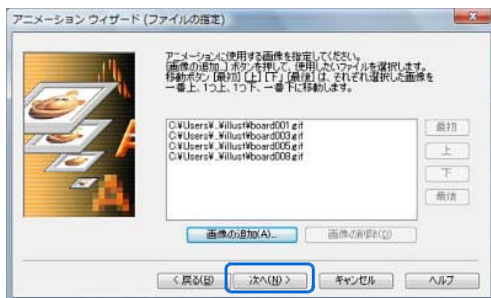 アニメーション ウィザード (ファイルの指定)
アニメーションに使用する画像を指定してください。
[画像の追加...] ボタンを押して、使用したいファイルを選択します。
移動ボタン [最初] [上] [下] [最後] は、それぞれ選択した画像を
一番上、1つ上、1つ下、一番下に移動します。
C:¥Users¥..¥illust¥board001.gif
C:¥Users¥..¥illust¥board003.gif
C:¥Users¥..¥illust¥board005.gif
C:¥Users¥..¥illust¥board008.gif
最初
上
下
最後
画像の追加(A)...
画像の削除(D)
< 戻る(B)
次へ(N) >
キャンセル
ヘルプ